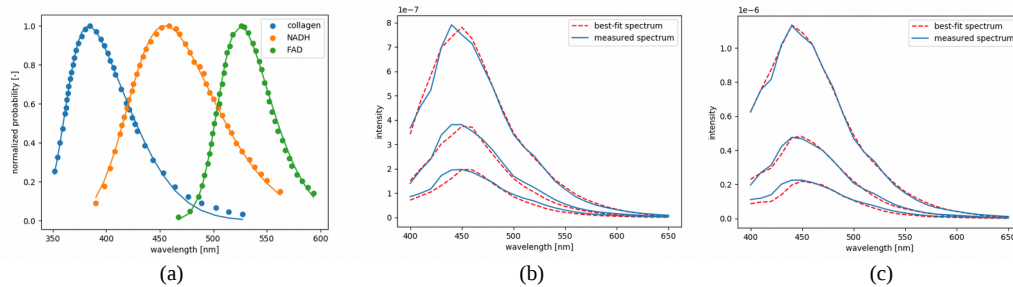 1.0
0.8
0.6
0.4
0.2
0.0
normalized probability [-]
350 400 450 500 550 600
wavelength [nm]
collagen
NADH
FAD
(a)
1e-7
8
7
6
5
4
3
2
1
0
intensity
400 450 500 550 600 650
wavelength [nm]
best-fit spectrum
measured spectrum
(b)
1e-6
1.0
0.8
0.6
0.4
0.2
0.0
intensity
400 450 500 550 600 650
wavelength [nm]
best-fit spectrum
measured spectrum
(c)